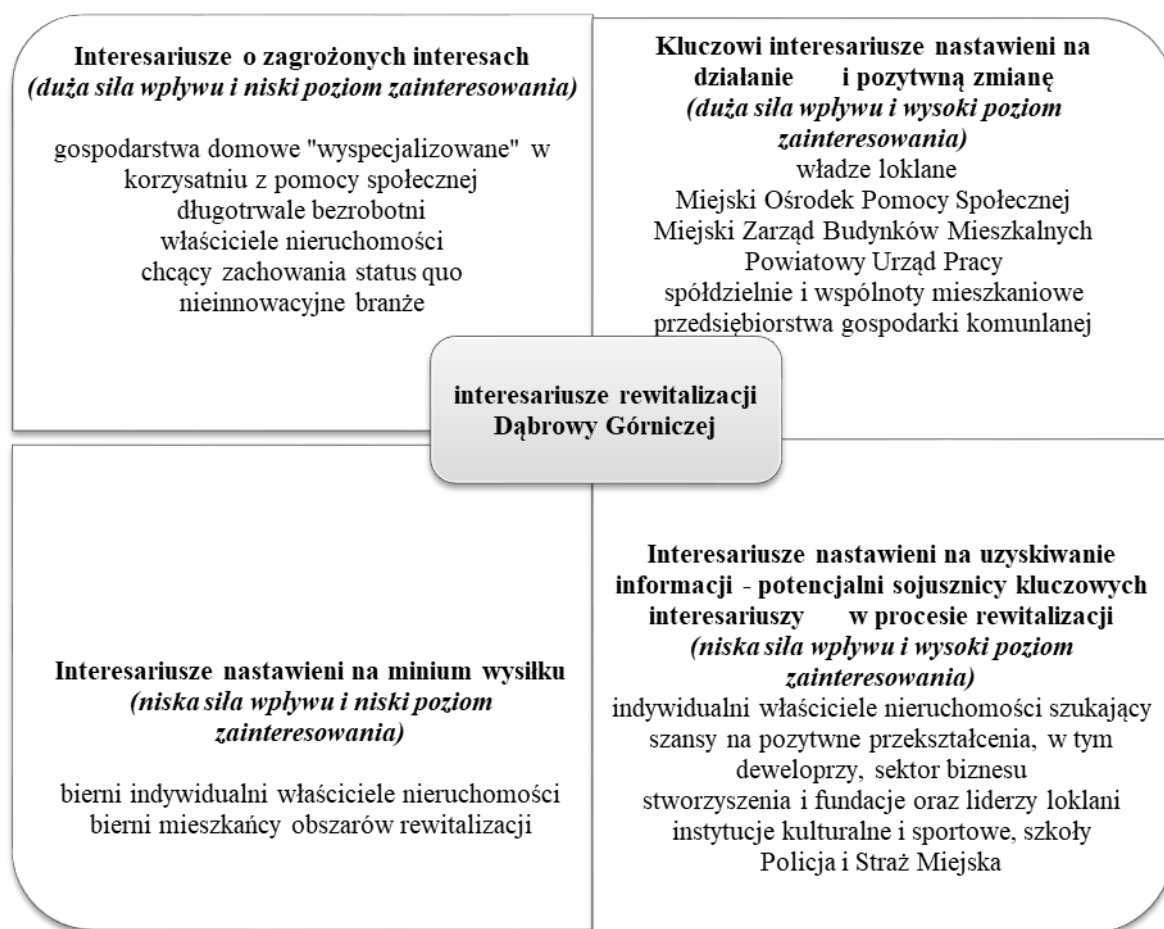 Interesariusze o zagrożonych interesach
(duża siła wpływu i niski poziom zainteresowania)
gospodarstwa domowe "wyspecjalizowane" w
korzysatniu z pomocy społecznej
długotrwale bezrobotni
właściciele nieruchomości
chcący zachowania status quo
nieinnowacyjne branże
Kluczowi interesariusze nastawieni na
działanie i pozytwną zmianę
(duża siła wpływu i wysoki poziom
zainteresowania)
władze loklane
Miejski Ośrodek Pomocy Społecznej
Miejski Zarząd Budynków Mieszkalnych
Powiatowy Urząd Pracy
spółdzielnie i wspólnoty mieszkaniowe
przedsiębiorstwa gospodarki komunlanej
interesariusze rewitalizacji
Dąbrowy Górniczej
Interesariusze nastawieni na minium wysiłku
(niska siła wpływu i niski poziom
zainteresowania)
bierni indywidualni właściciele nieruchomości
bierni mieszkańcy obszarów rewitalizacji
Interesariusze nastawieni na uzyskiwanie
informacji - potencjalni sojusznicy kluczowych
interesariuszy w procesie rewitalizacji
(niska siła wpływu i wysoki poziom
zainteresowania)
indywidualni właściciele nieruchomości szukający
szansy na pozytwne przekształcenia, w tym
deweloprzy, sektor biznesu
stworzyszenia i fundacje oraz liderzy loklani
instytucje kulturalne i sportowe, szkoły
Policja i Straż Miejska